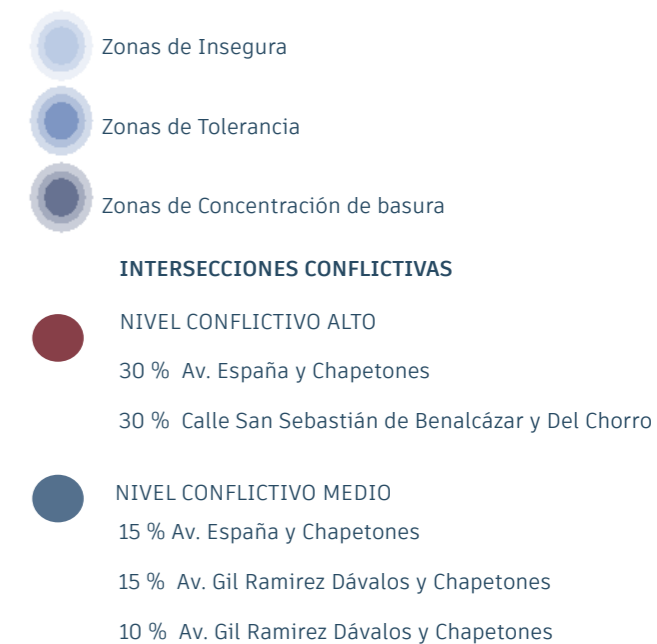 Zonas de Insegura
Zonas de Tolerancia
Zonas de Concentración de basura
INTERSECCIONES CONFLICTIVAS
NIVEL CONFLICTIVO ALTO
30 % Av. España y Chapetones
30 % Calle San Sebastián de Benalcázar y Del Chorro
NIVEL CONFLICTIVO MEDIO
15 % Av. España y Chapetones
15 % Av. Gil Ramirez Dávalos y Chapetones
10 % Av. Gil Ramirez Dávalos y Chapetones